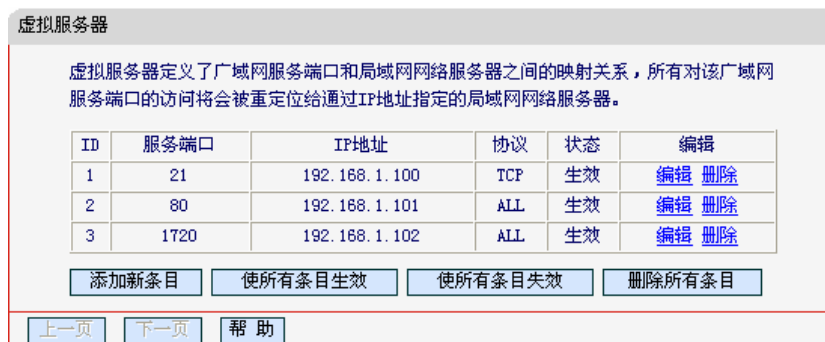 虚拟服务器
虚拟服务器定义了广域网服务端口和局域网网络服务器之间的映射关系，所有对该广域网
服务端口的访问将会被重定位给通过IP地址指定的局域网网络服务器。
ID 服务端口 IP地址 协议 状态 编辑
1 21 192.168.1.100 TCP 生效 编辑 删除
2 80 192.168.1.101 ALL 生效 编辑 删除
3 1720 192.168.1.102 ALL 生效 编辑 删除
添加新条目 使所有条目生效 使所有条目失效 删除所有条目
上一页 下一页 帮 助